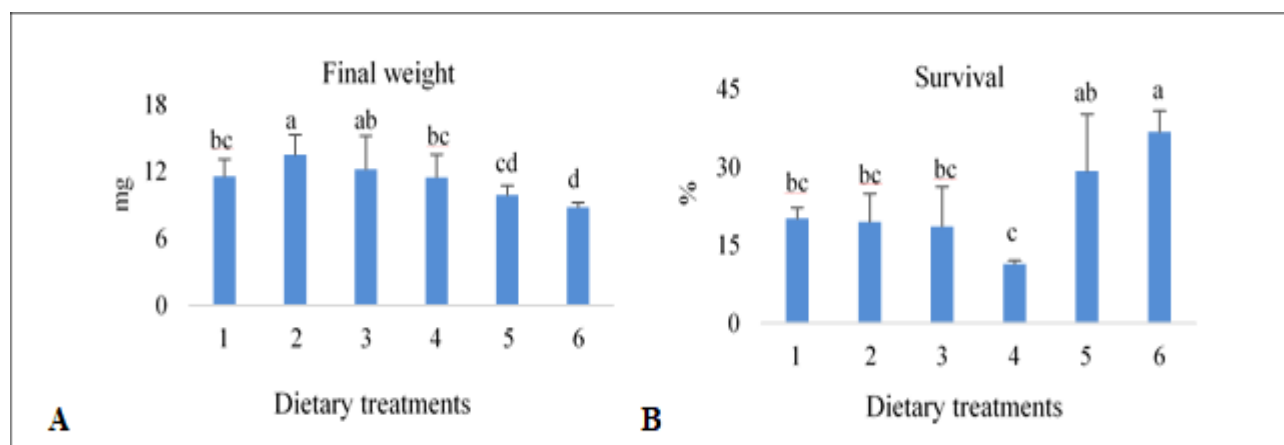 Final weight
18
12
6
0
mg
bc
a
ab
bc
cd
d
1 2 3 4 5 6
Dietary treatments
A
Survival
45
30
15
0
%
bc
bc
bc
c
ab
a
1 2 3 4 5 6
Dietary treatments
B